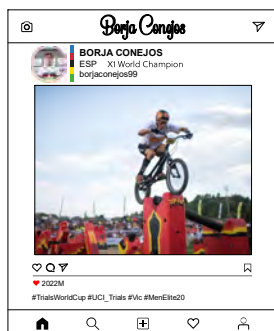 Borja Conejos
BORJA CONEJOS
ESP XI World Champion
borjaconejos99
2022M
#TrialsWorldCup #UCI_Trials #Vic #MenElite20